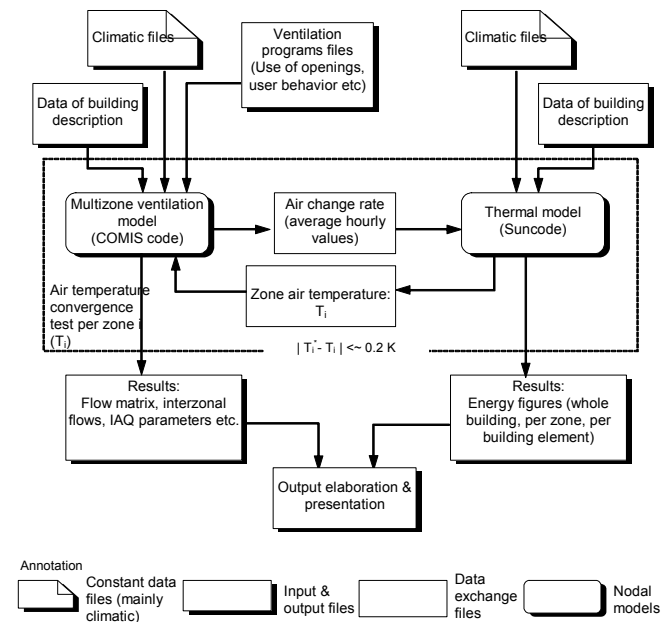 Climatic files
Ventilation
programs files
(Use of openings,
user behavior etc)
Climatic files
Data of building
description
Data of building
description
Multizone ventilation
model
(COMIS code)
Air change rate
(average hourly
values)
Thermal model
(Suncode)
Zone air temperature:
Ti
Air temperature
convergence
test per zone i
(Ti)
| Ti* - Ti | <~ 0.2 K
Results:
Flow matrix, interzonal
flows, IAQ parameters etc.
Results:
Energy figures (whole
building, per zone, per
building element)
Output elaboration &
presentation
Annotation
Constant data
files (mainly
climatic)
Input &
output files
Data
exchange
files
Nodal
models